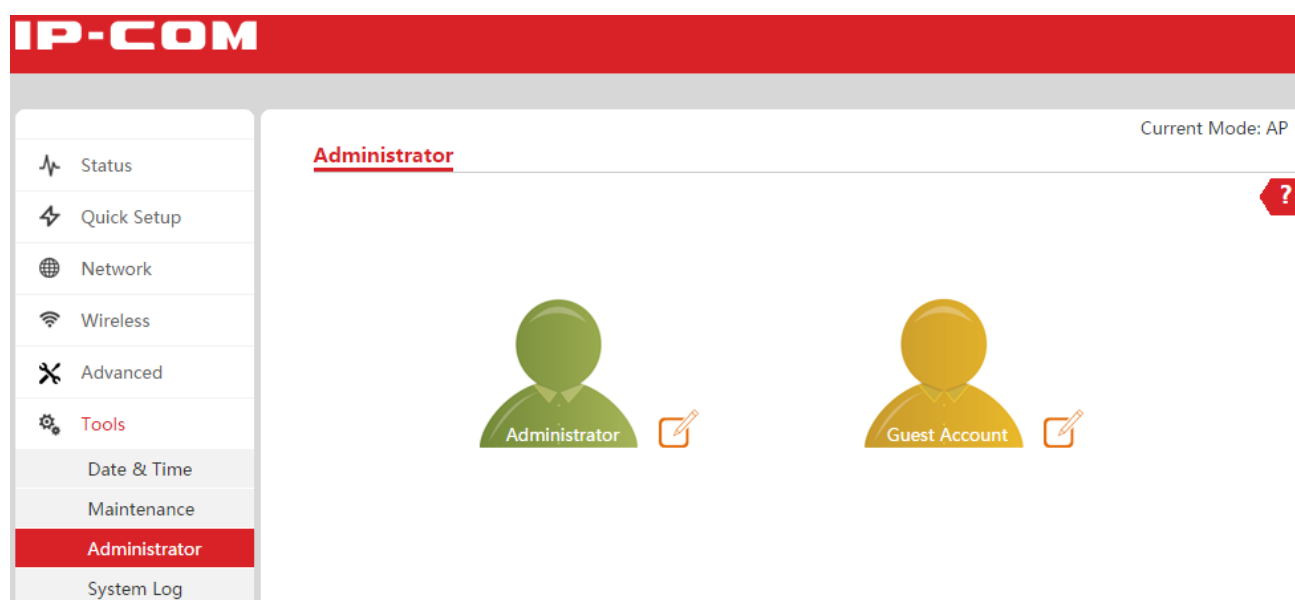 IP-COM
Current Mode: AP
Administrator
?
Status
Quick Setup
Network
Wireless
Advanced
Tools
Date & Time
Maintenance
Administrator
System Log
Administrator
Guest Account